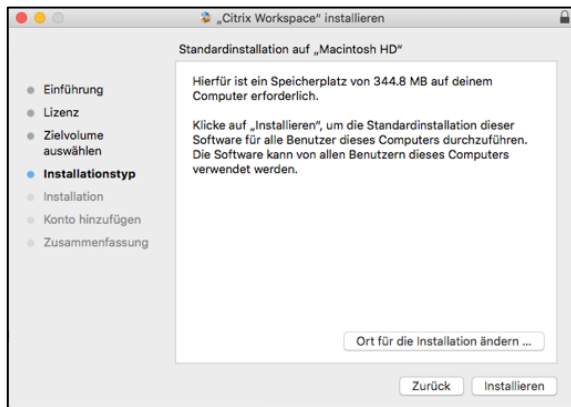 „Citrix Workspace“ installieren
Standardinstallation auf „Macintosh HD“
Einführung
Lizenz
Zielvolume
auswählen
Installationstyp
Installation
Konto hinzufügen
Zusammenfassung
Hierfür ist ein Speicherplatz von 344.8 MB auf deinem
Computer erforderlich.
Klicke auf „Installieren“, um die Standardinstallation dieser
Software für alle Benutzer dieses Computers durchzuführen.
Die Software kann von allen Benutzern dieses Computers
verwendet werden.
Ort für die Installation ändern ...
Zurück
Installieren